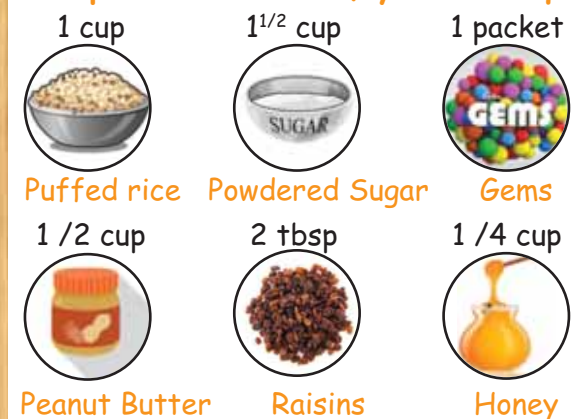 1 cup 1 1/2 cup 1 packet
SUGAR GEMS
Puffed rice Powdered Sugar Gems
1 /2 cup 2 tbsp 1 /4 cup
Peanut Butter Raisins Honey